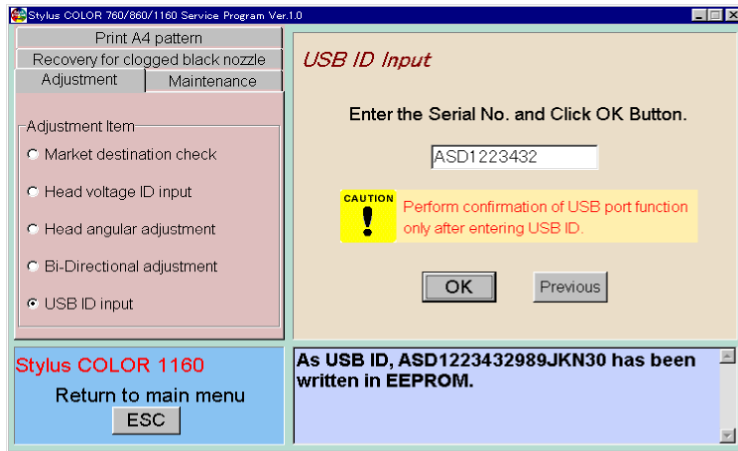 Stylus COLOR 760/860/1160 Service Program Ver.1.0
Print A4 pattern
Recovery for clogged black nozzle
Adjustment
Maintenance
Adjustment Item
Market destination check
Head voltage ID input
Head angular adjustment
Bi-Directional adjustment
USB ID input
USB ID Input
Enter the Serial No. and Click OK Button.
ASD1223432
CAUTION
!
Perform confirmation of USB port function
only after entering USB ID.
OK
Previous
Stylus COLOR 1160
Return to main menu
ESC
As USB ID, ASD1223432989JKN30 has been
written in EEPROM.